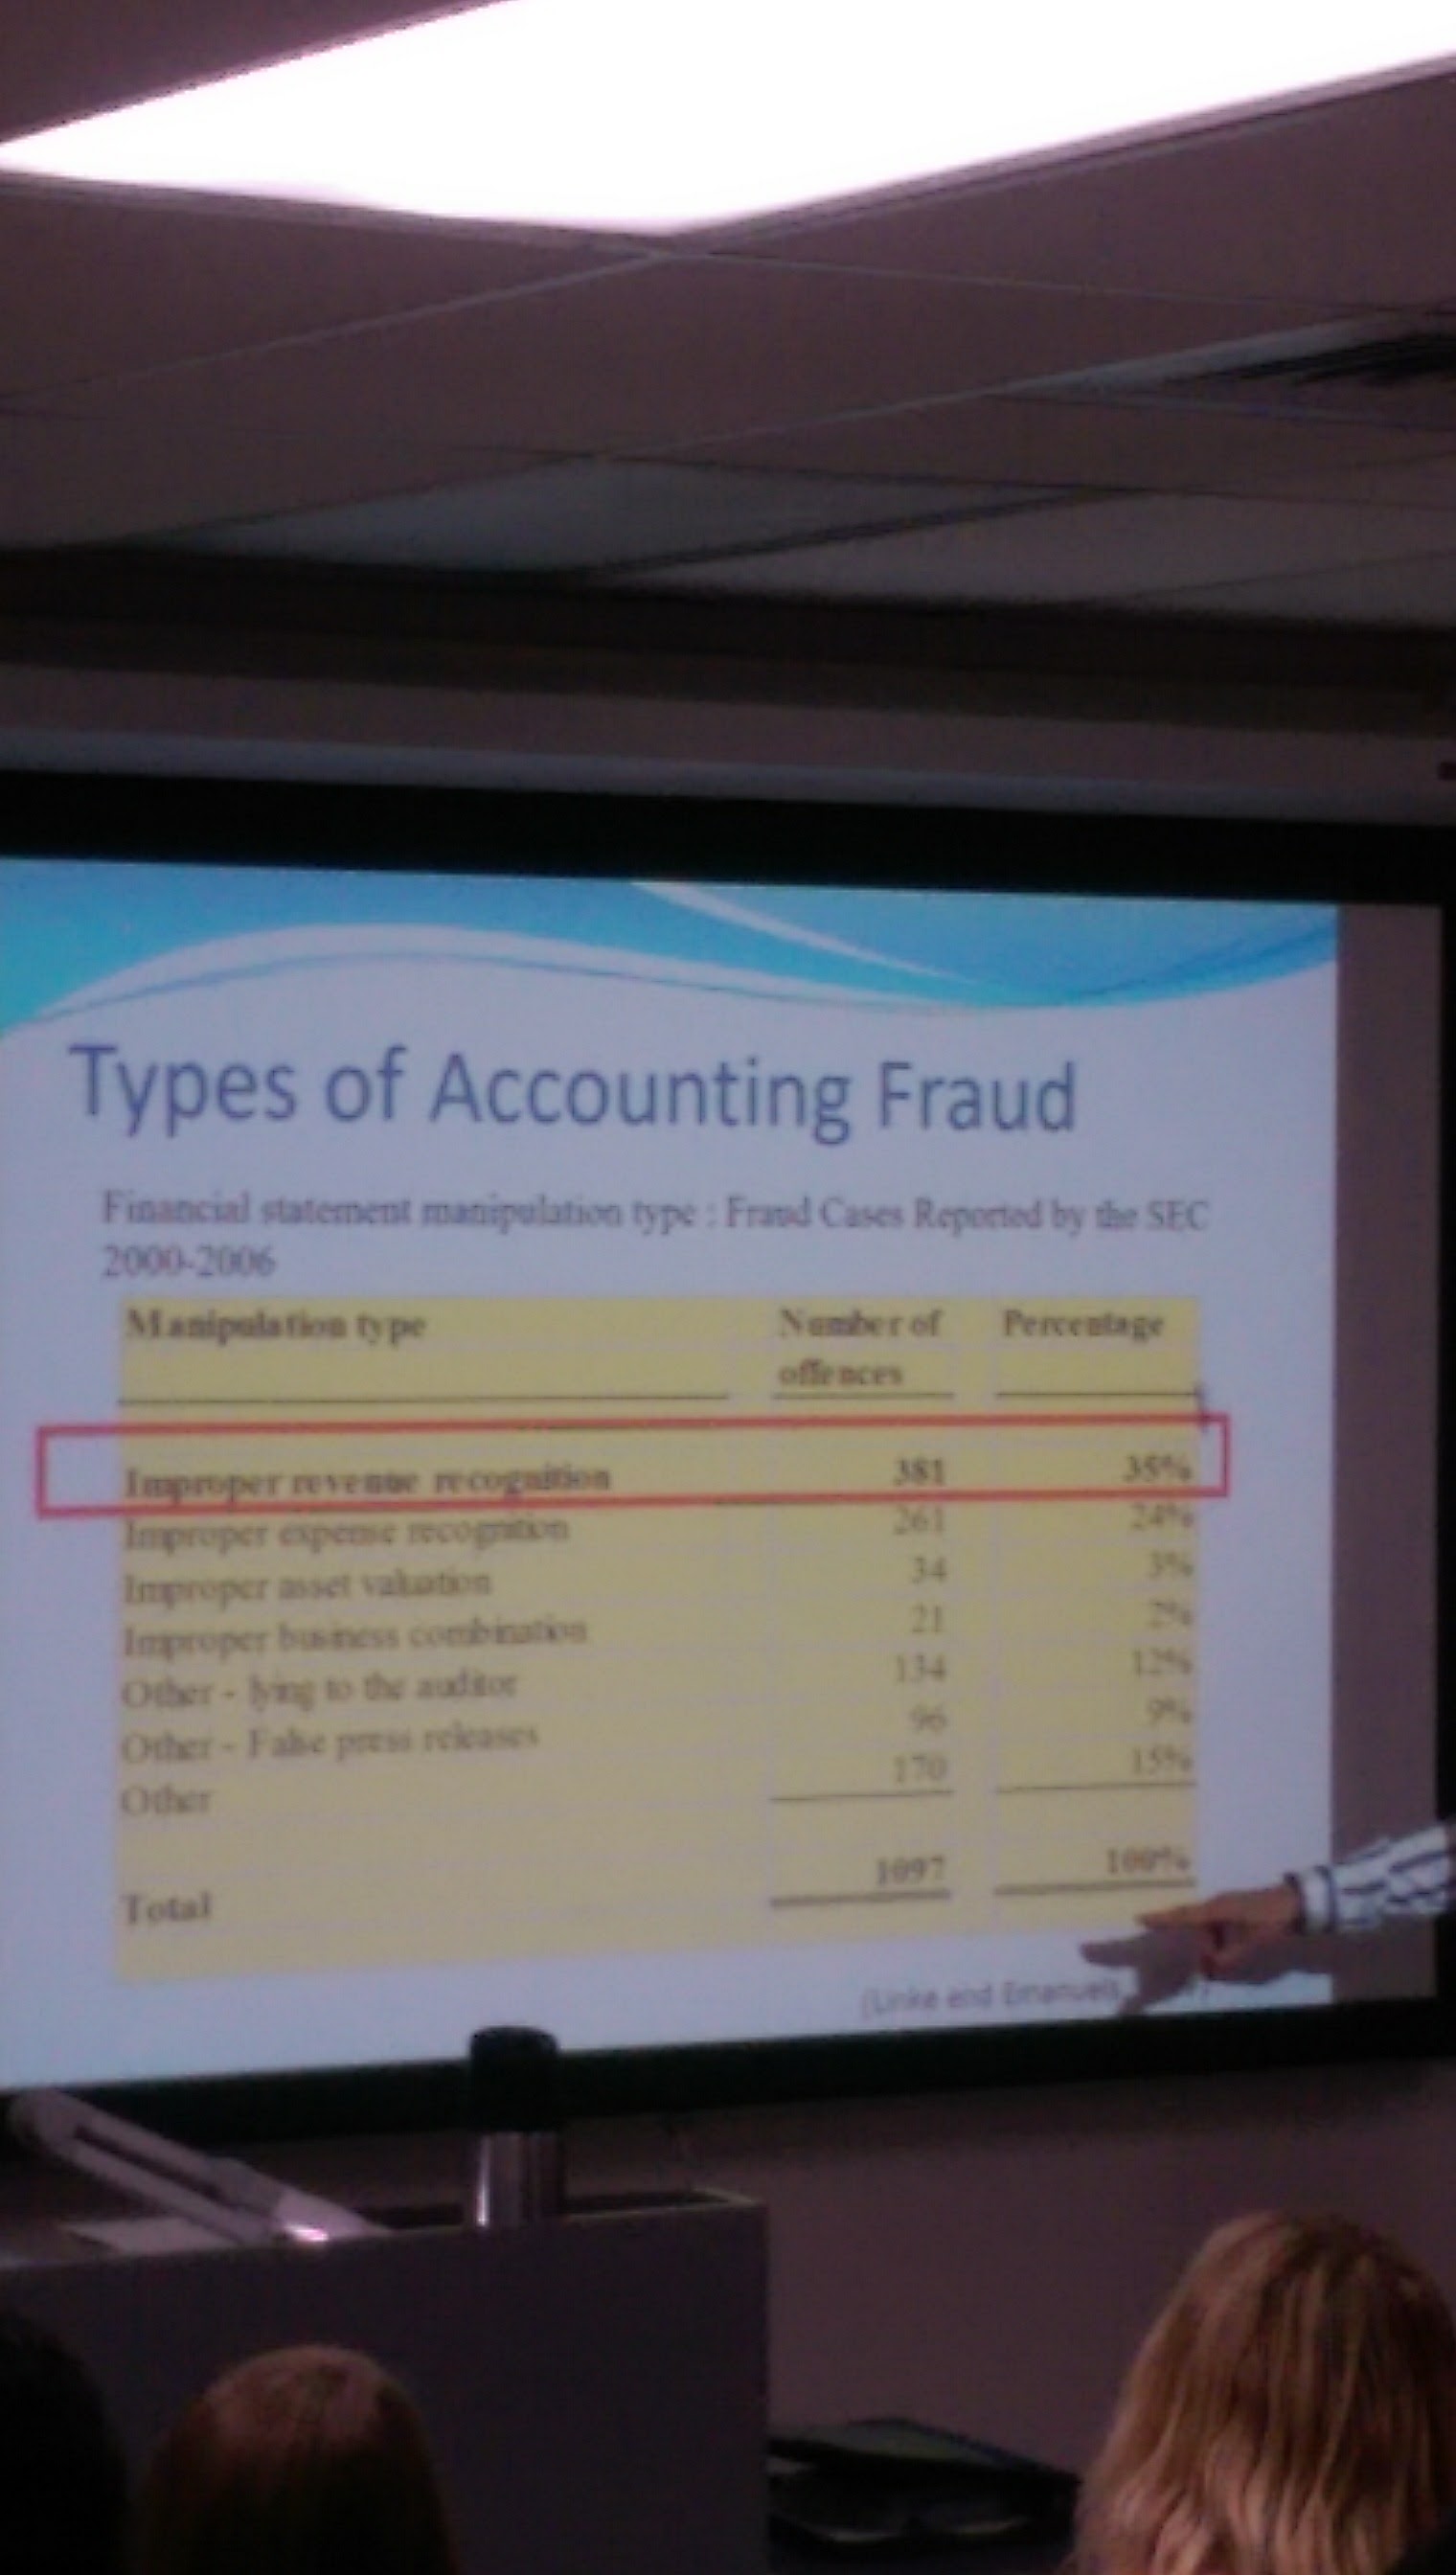 Types of Accounting Fraud
Financial statement manipulation type : Fraud Cases Reported by the SEC
2000-2006
Manipulation type Number of Percentage
offences
Improper revenue recognition 381 35%
Improper expense recognition 261 24%
Improper asset valuation 34 3%
Improper business combination 21 2%
Other - lying to the auditor 134 12%
Other - False press releases 96 9%
Other 170 15%
Total 1097 100%
(Linke end Emanuels